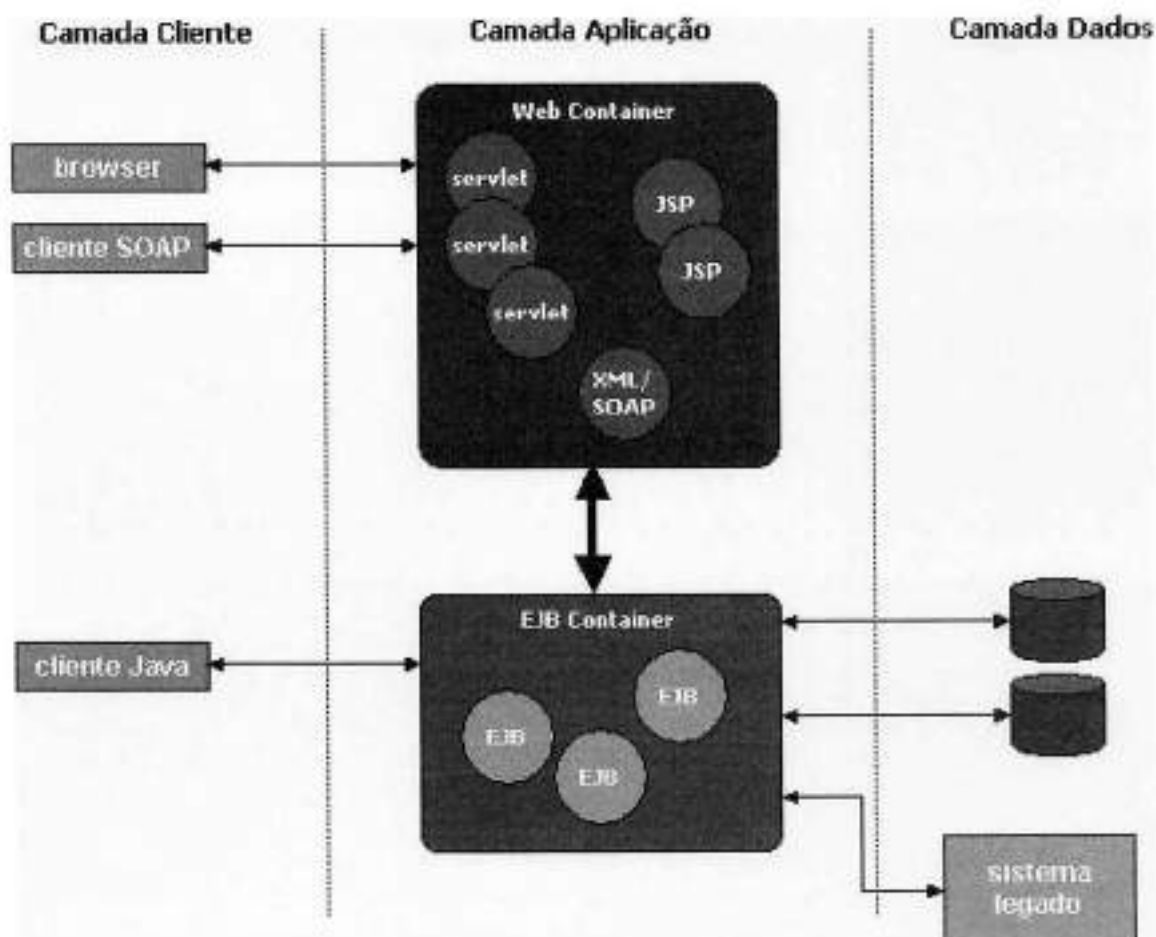 Camada Cliente
Camada Aplicação
Camada Dados
Web Container
browser
cliente SOAP
servlet
servlet
servlet
JSP
JSP
XML/
SOAP
EJB Container
cliente Java
EJB
EJB
EJB
sistema
legado